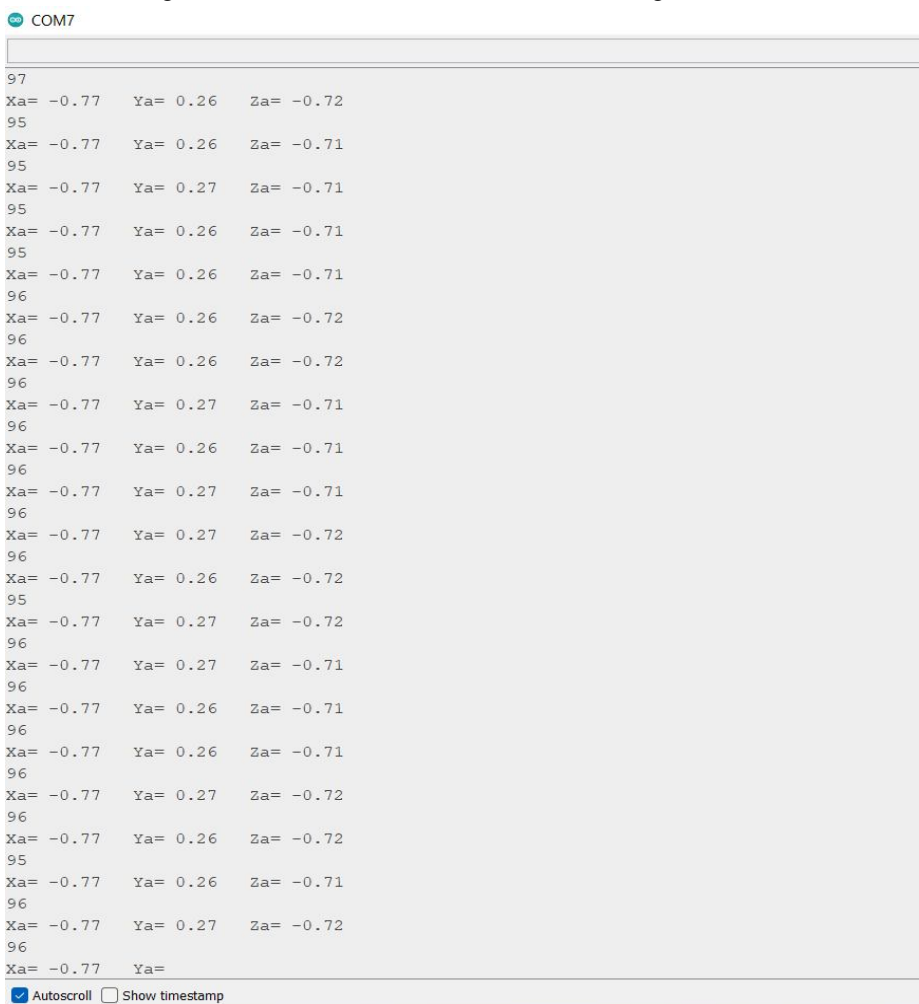 COM7
97
Xa= -0.77 Ya= 0.26 Za= -0.72
95
Xa= -0.77 Ya= 0.26 Za= -0.71
95
Xa= -0.77 Ya= 0.27 Za= -0.71
95
Xa= -0.77 Ya= 0.26 Za= -0.71
95
Xa= -0.77 Ya= 0.26 Za= -0.71
96
Xa= -0.77 Ya= 0.26 Za= -0.72
96
Xa= -0.77 Ya= 0.26 Za= -0.72
96
Xa= -0.77 Ya= 0.27 Za= -0.71
96
Xa= -0.77 Ya= 0.26 Za= -0.71
96
Xa= -0.77 Ya= 0.27 Za= -0.71
96
Xa= -0.77 Ya= 0.27 Za= -0.72
96
Xa= -0.77 Ya= 0.26 Za= -0.72
95
Xa= -0.77 Ya= 0.27 Za= -0.72
96
Xa= -0.77 Ya= 0.27 Za= -0.71
96
Xa= -0.77 Ya= 0.26 Za= -0.71
96
Xa= -0.77 Ya= 0.26 Za= -0.71
96
Xa= -0.77 Ya= 0.27 Za= -0.72
96
Xa= -0.77 Ya= 0.26 Za= -0.72
95
Xa= -0.77 Ya= 0.26 Za= -0.71
96
Xa= -0.77 Ya= 0.27 Za= -0.72
96
Xa= -0.77 Ya=
Autoscroll Show timestamp